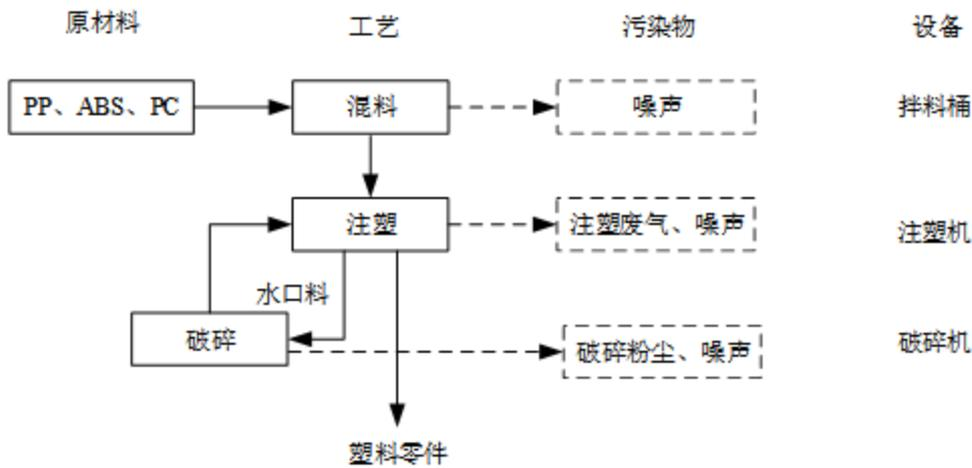 原材料 工艺 污染物 设备
PP、ABS、PC 混料 噪声 拌料桶
注塑 注塑废气、噪声 注塑机
水口料
破碎 破碎粉尘、噪声 破碎机
塑料零件